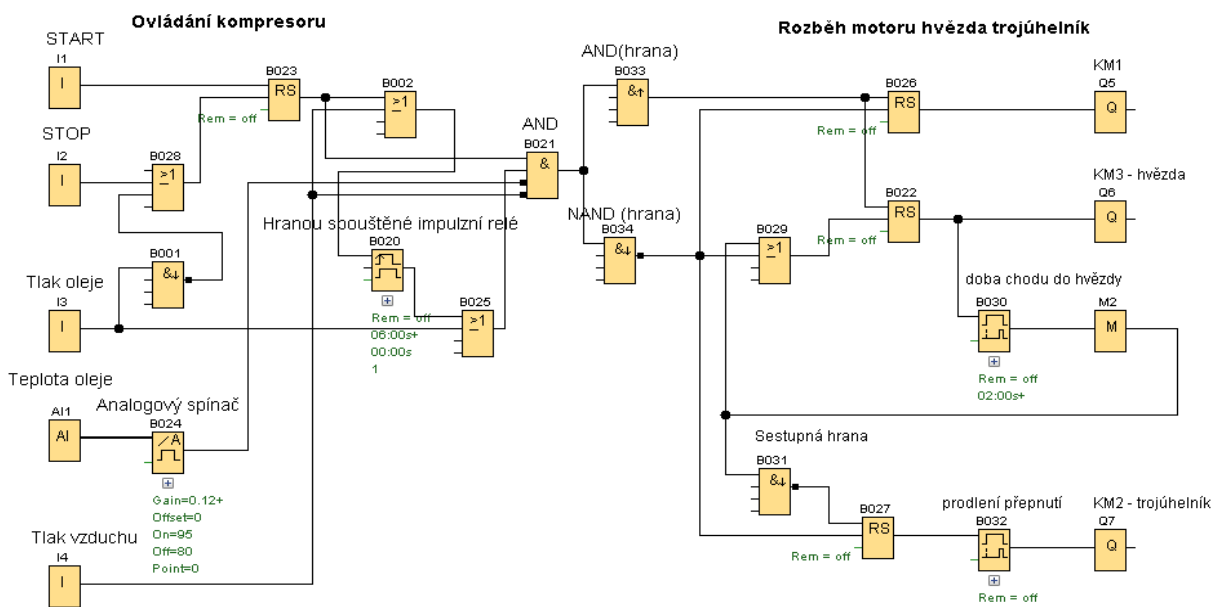 Ovládání kompresoru
Rozběh motoru hvězda trojúhelník
START
I1
I
B023
RS
Rem = off
B002
>1
AND(hrana)
B033
&↑
B026
RS
Rem = off
KM1
Q5
Q
STOP
I2
I
B028
>1
AND
B021
&
KM3 - hvězda
Q6
Q
B022
RS
Rem = off
NAND (hrana)
B034
&↓
B029
>1
Hranou spouštěné impulzní relé
B020
Rem = off
06:00s+
00:00s
1
B001
&↓
Tlak oleje
I3
I
B025
>1
doba chodu do hvězdy
B030
Rem = off
02:00s+
M2
M
Teplota oleje
AI1
AI
Analogový spínač
B024
A
Gain=0.12+
Offset=0
On=95
Off=80
Point=0
Sestupná hrana
B031
&↓
B027
RS
Rem = off
prodlení přepnutí
B032
Rem = off
KM2 - trojúhelník
Q7
Q
Tlak vzduchu
I4
I